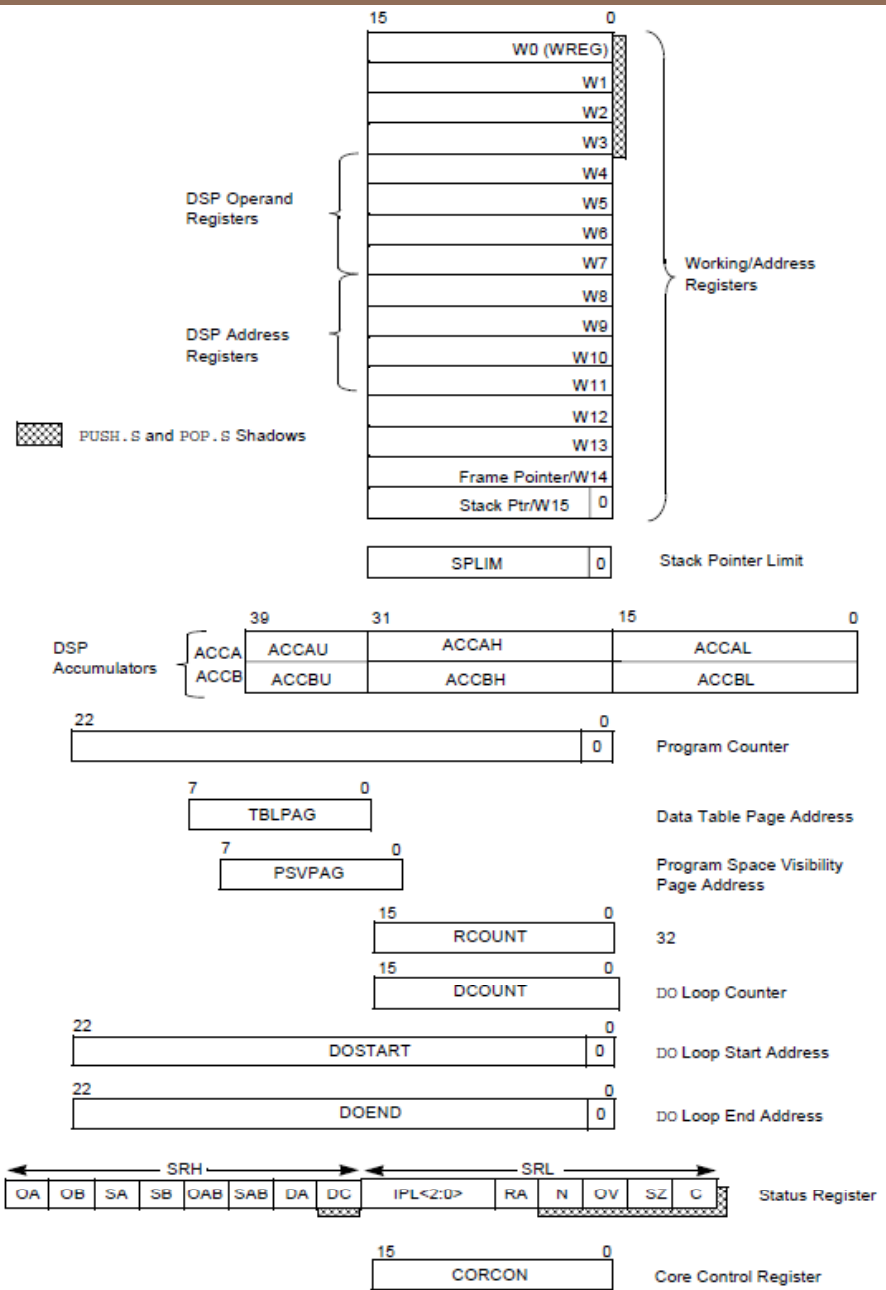 15 0
W0 (WREG)
W1
W2
W3
W4
DSP Operand
Registers
W5
W6
W7
Working/Address
Registers
W8
W9
DSP Address
Registers
W10
W11
W12
PUSH.S and POP.S Shadows
W13
Frame Pointer/W14
Stack Ptr/W15 0
SPLIM 0 Stack Pointer Limit
39 31 15 0
DSP
Accumulators
ACCA ACCAU ACCAH ACCAL
ACCB ACCBU ACCBH ACCBL
22 0
0 Program Counter
7 0
TBLPAG Data Table Page Address
7 0
PSVPAG Program Space Visibility
Page Address
15 0
RCOUNT 32
15 0
DCOUNT DO Loop Counter
22 0
DOSTART 0 DO Loop Start Address
22 0
DOEND 0 DO Loop End Address
SRH SRL
OA OB SA SB OAB SAB DA DC IPL<2:0> RA N OV SZ C Status Register
15 0
CORCON Core Control Register